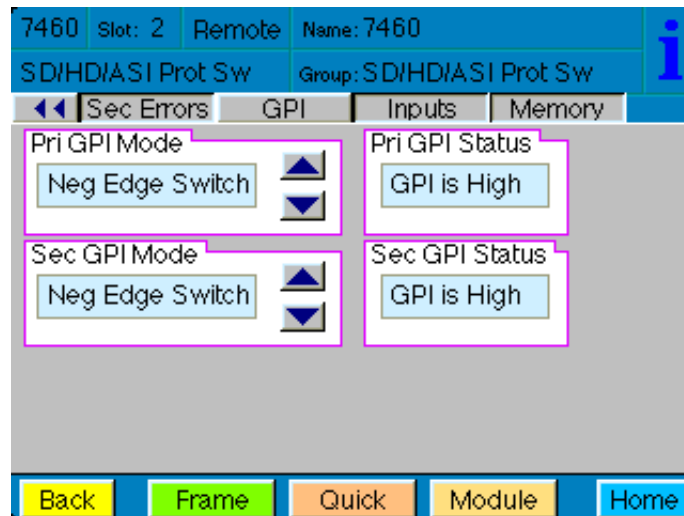 7460 Slot: 2 Remote Name: 7460
SD/HD/ASI Prot Sw Group: SD/HD/ASI Prot Sw
i
Sec Errors GPI Inputs Memory
Pri GPI Mode Pri GPI Status
Neg Edge Switch GPI is High
Sec GPI Mode Sec GPI Status
Neg Edge Switch GPI is High
Back Frame Quick Module Home